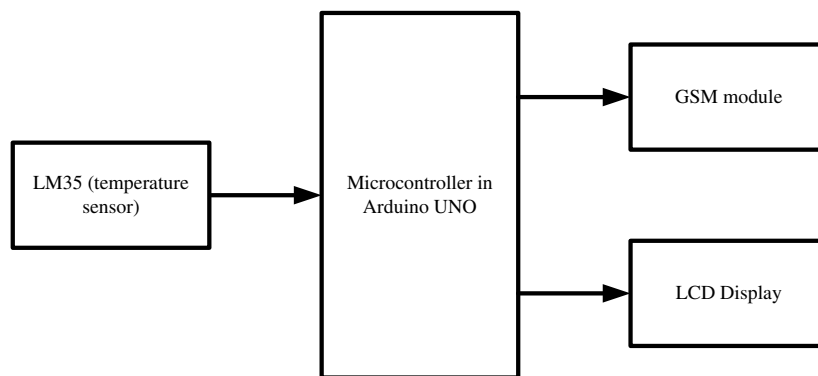 LM35 (temperature
sensor)
Microcontroller in
Arduino UNO
GSM module
LCD Display